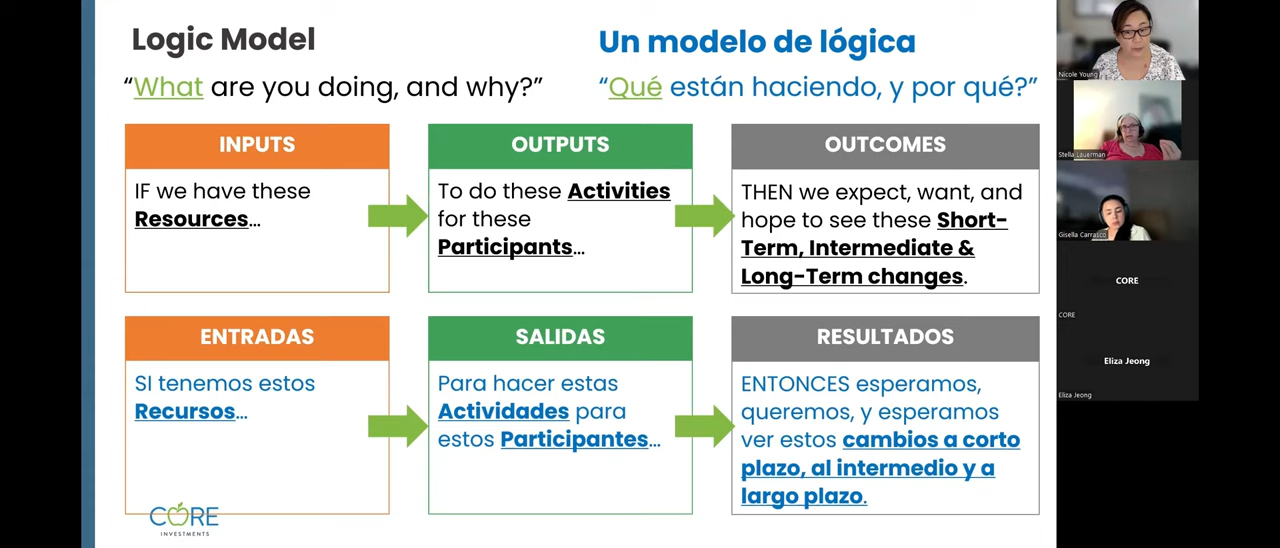 Logic Model
“What are you doing, and why?”
Un modelo de lógica
“Qué están haciendo, y por qué?”
INPUTS
IF we have these
Resources…
OUTPUTS
To do these Activities
for these
Participants…
OUTCOMES
THEN we expect, want, and
hope to see these Short-
Term, Intermediate &
Long-Term changes.
ENTRADAS
SI tenemos estos
Recursos…
SALIDAS
Para hacer estas
Actividades para
estos Participantes…
RESULTADOS
ENTONCES esperamos,
queremos, y esperamos
ver estos cambios a corto
plazo, al intermedio y a
largo plazo.
CORE
INVESTMENTS
Nicole Young
Stella Lauerman
Gisella Carrasco
CORE
CORE
Eliza Jeong
Eliza Jeong